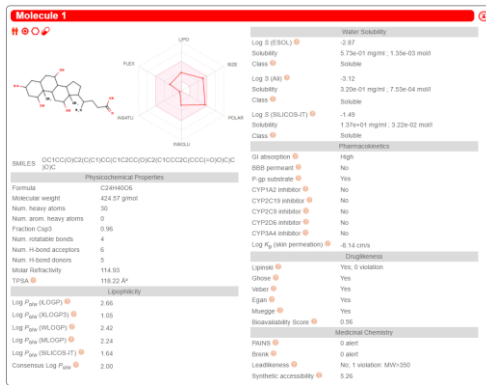 Molecule 1
LIPO
FLEX
SIZE
INSATU
POLAR
INSOLU
Physicochemical Properties
Formula C24H40O6
Molecular weight 424.57 g/mol
Num. heavy atoms 30
Num. arom. heavy atoms 0
Fraction Csp3 0.96
Num. rotatable bonds 4
Num. H-bond acceptors 6
Num. H-bond donors 5
Molar Refractivity 114.93
TPSA 118.22 Å²
Lipophilicity
Log Po/w (iLOGP) 2.66
Log Po/w (XLOGP3) 1.05
Log Po/w (WLOGP) 2.42
Log Po/w (MLOGP) 2.24
Log Po/w (SILICOS-IT) 1.64
Consensus Log Po/w 2.00
Water Solubility
Log S (ESOL) -2.87
Solubility 5.73e-01 mg/ml ; 1.35e-03 mol/l
Class Soluble
Log S (Ali) -3.12
Solubility 3.20e-01 mg/ml ; 7.53e-04 mol/l
Class Soluble
Log S (SILICOS-IT) -1.49
Solubility 1.37e+01 mg/ml ; 3.22e-02 mol/l
Class Soluble
Pharmacokinetics
GI absorption High
BBB permeant No
P-gp substrate Yes
CYP1A2 inhibitor No
CYP2C19 inhibitor No
CYP2C9 inhibitor No
CYP2D6 inhibitor No
CYP3A4 inhibitor No
Log Kp (skin permeation) -8.14 cm/s
Druglikeness
Lipinski Yes; 0 violation
Ghose Yes
Veber Yes
Egan Yes
Muegge Yes
Bioavailability Score 0.56
Medicinal Chemistry
PAINS 0 alert
Brenk 0 alert
Leadlikeness No; 1 violation: MW>350
Synthetic accessibility 5.26